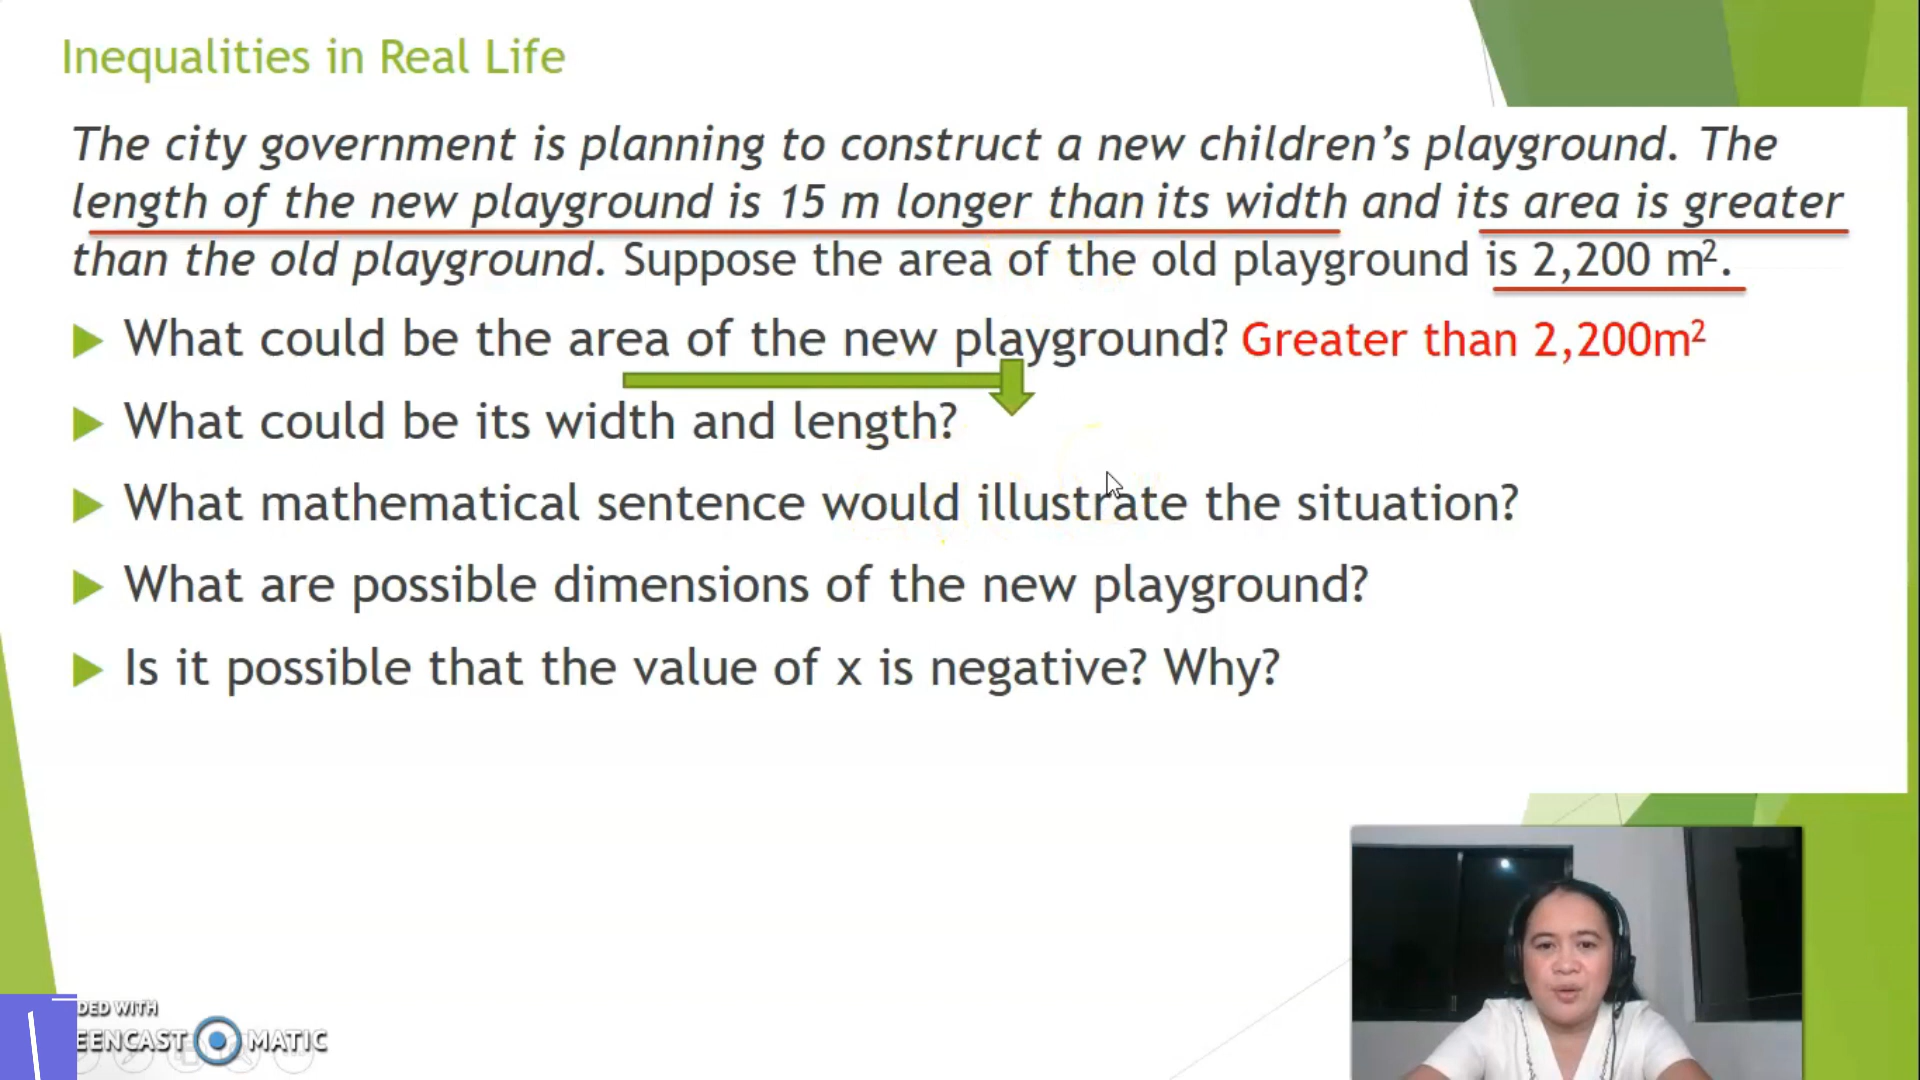 Inequalities in Real Life
The city government is planning to construct a new children’s playground. The
length of the new playground is 15 m longer than its width and its area is greater
than the old playground. Suppose the area of the old playground is 2,200 m².
What could be the area of the new playground? Greater than 2,200m²
What could be its width and length?
What mathematical sentence would illustrate the situation?
What are possible dimensions of the new playground?
Is it possible that the value of x is negative? Why?
DED WITH
EENCAST MATIC